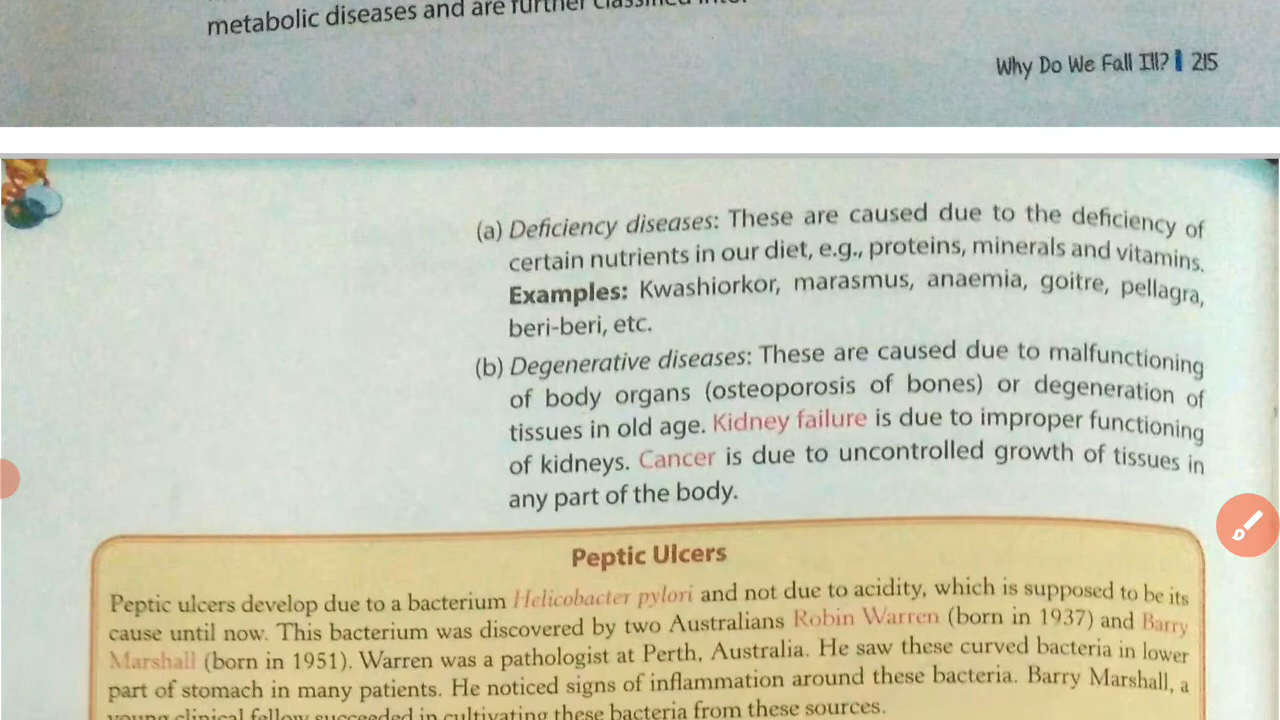 metabolic diseases and are further classified into:
Why Do We Fall Ill? 215
(a) Deficiency diseases: These are caused due to the deficiency of
certain nutrients in our diet, e.g., proteins, minerals and vitamins.
Examples: Kwashiorkor, marasmus, anaemia, goitre, pellagra,
beri-beri, etc.
(b) Degenerative diseases: These are caused due to malfunctioning
of body organs (osteoporosis of bones) or degeneration of
tissues in old age. Kidney failure is due to improper functioning
of kidneys. Cancer is due to uncontrolled growth of tissues in
any part of the body.
Peptic Ulcers
Peptic ulcers develop due to a bacterium Helicobacter pylori and not due to acidity, which is supposed to be its
cause until now. This bacterium was discovered by two Australians Robin Warren (born in 1937) and Barry
Marshall (born in 1951). Warren was a pathologist at Perth, Australia. He saw these curved bacteria in lower
part of stomach in many patients. He noticed signs of inflammation around these bacteria. Barry Marshall, a
young clinical fellow succeeded in cultivating these bacteria from these sources.